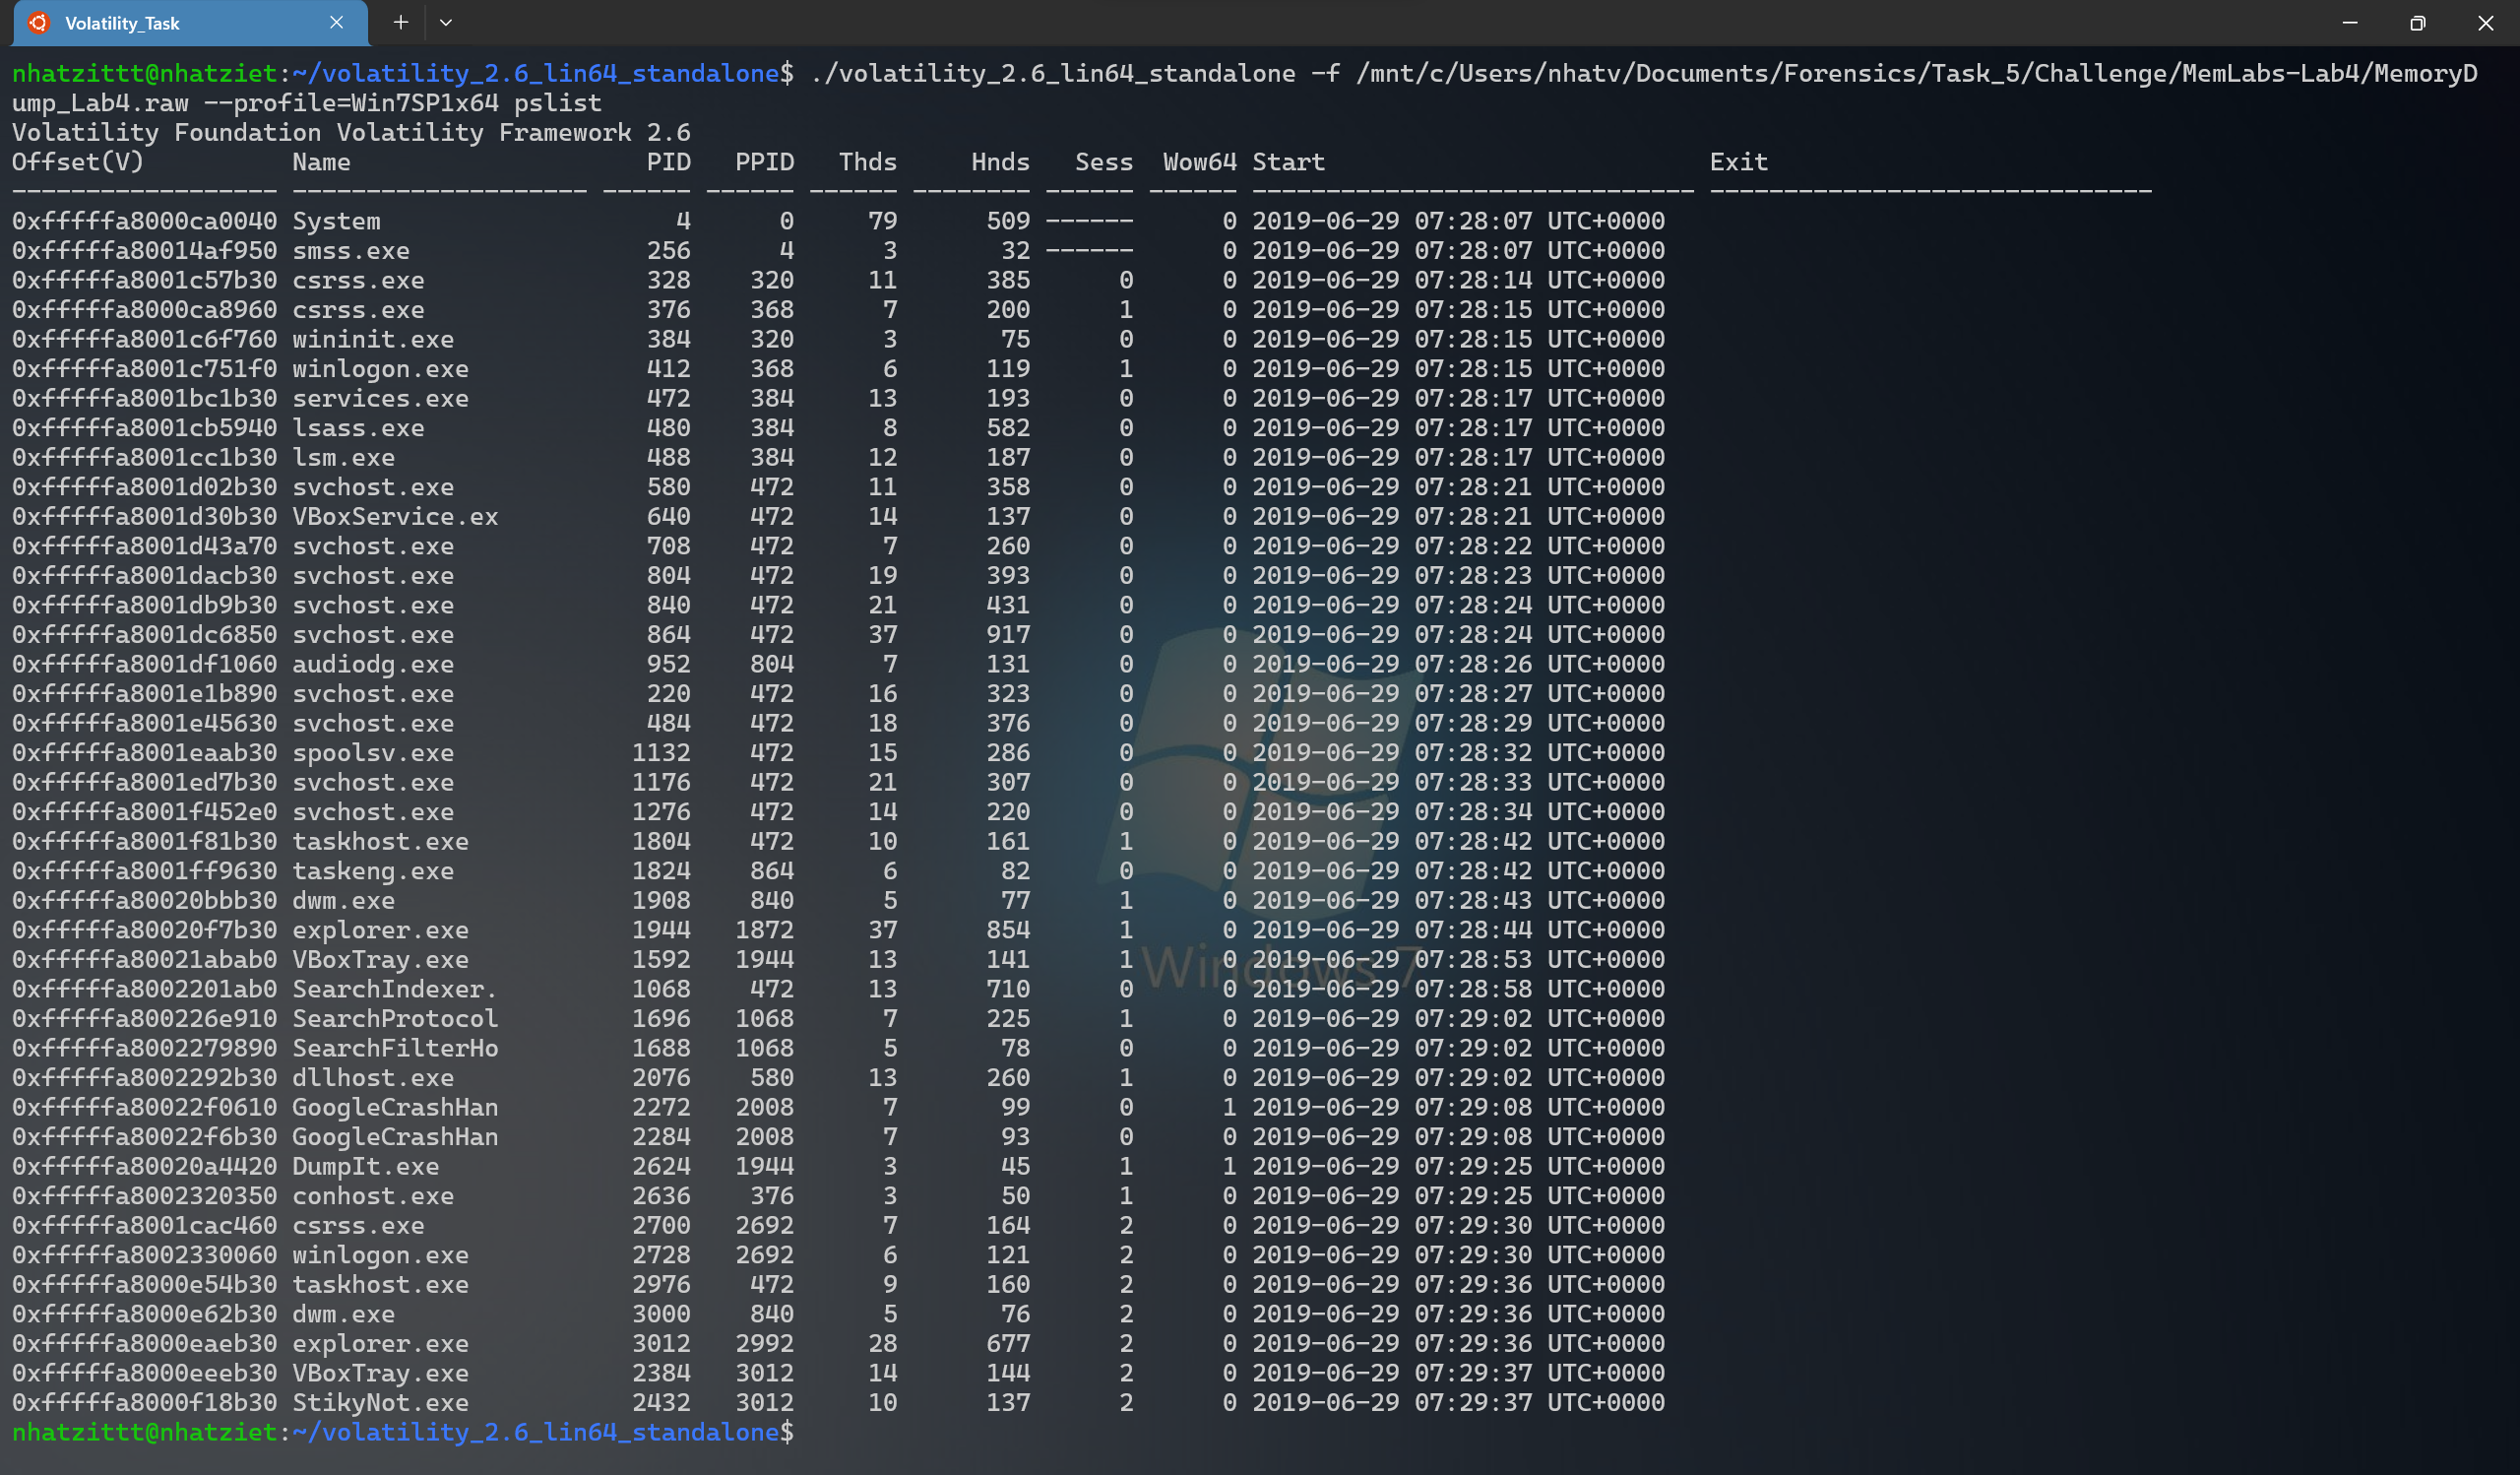 Volatility_Task
nhatzittt@nhatziet:~/volatility_2.6_lin64_standalone$ ./volatility_2.6_lin64_standalone -f /mnt/c/Users/nhatv/Documents/Forensics/Task_5/Challenge/MemLabs-Lab4/MemoryD
ump_Lab4.raw --profile=Win7SP1x64 pslist
Volatility Foundation Volatility Framework 2.6
Offset(V)          Name                    PID   PPID   Thds     Hnds   Sess  Wow64 Start                          Exit
------------------ -------------------- ------ ------ ------ -------- ------ ------ ------------------------------ ------------------------------
0xfffffa8000ca0040 System                    4      0     79      509 ------      0 2019-06-29 07:28:07 UTC+0000
0xfffffa80014af950 smss.exe                256      4      3       32 ------      0 2019-06-29 07:28:07 UTC+0000
0xfffffa8001c57b30 csrss.exe               328    320     11      385      0      0 2019-06-29 07:28:14 UTC+0000
0xfffffa8000ca8960 csrss.exe               376    368      7      200      1      0 2019-06-29 07:28:15 UTC+0000
0xfffffa8001c6f760 wininit.exe             384    320      3       75      0      0 2019-06-29 07:28:15 UTC+0000
0xfffffa8001c751f0 winlogon.exe            412    368      6      119      1      0 2019-06-29 07:28:15 UTC+0000
0xfffffa8001bc1b30 services.exe            472    384     13      193      0      0 2019-06-29 07:28:17 UTC+0000
0xfffffa8001cb5940 lsass.exe               480    384      8      582      0      0 2019-06-29 07:28:17 UTC+0000
0xfffffa8001cc1b30 lsm.exe                 488    384     12      187      0      0 2019-06-29 07:28:17 UTC+0000
0xfffffa8001d02b30 svchost.exe             580    472     11      358      0      0 2019-06-29 07:28:21 UTC+0000
0xfffffa8001d30b30 VBoxService.ex          640    472     14      137      0      0 2019-06-29 07:28:21 UTC+0000
0xfffffa8001d43a70 svchost.exe             708    472      7      260      0      0 2019-06-29 07:28:22 UTC+0000
0xfffffa8001dacb30 svchost.exe             804    472     19      393      0      0 2019-06-29 07:28:23 UTC+0000
0xfffffa8001db9b30 svchost.exe             840    472     21      431      0      0 2019-06-29 07:28:24 UTC+0000
0xfffffa8001dc6850 svchost.exe             864    472     37      917      0      0 2019-06-29 07:28:24 UTC+0000
0xfffffa8001df1060 audiodg.exe             952    804      7      131      0      0 2019-06-29 07:28:26 UTC+0000
0xfffffa8001e1b890 svchost.exe             220    472     16      323      0      0 2019-06-29 07:28:27 UTC+0000
0xfffffa8001e45630 svchost.exe             484    472     18      376      0      0 2019-06-29 07:28:29 UTC+0000
0xfffffa8001eaab30 spoolsv.exe            1132    472     15      286      0      0 2019-06-29 07:28:32 UTC+0000
0xfffffa8001ed7b30 svchost.exe            1176    472     21      307      0      0 2019-06-29 07:28:33 UTC+0000
0xfffffa8001f452e0 svchost.exe            1276    472     14      220      0      0 2019-06-29 07:28:34 UTC+0000
0xfffffa8001f81b30 taskhost.exe           1804    472     10      161      1      0 2019-06-29 07:28:42 UTC+0000
0xfffffa8001ff9630 taskeng.exe            1824    864      6       82      0      0 2019-06-29 07:28:42 UTC+0000
0xfffffa80020bbb30 dwm.exe                1908    840      5       77      1      0 2019-06-29 07:28:43 UTC+0000
0xfffffa80020f7b30 explorer.exe           1944   1872     37      854      1      0 2019-06-29 07:28:44 UTC+0000
0xfffffa80021abab0 VBoxTray.exe           1592   1944     13      141      1      0 2019-06-29 07:28:53 UTC+0000
Windows 7
0xfffffa8002201ab0 SearchIndexer.         1068    472     13      710      0      0 2019-06-29 07:28:58 UTC+0000
0xfffffa800226e910 SearchProtocol         1696   1068      7      225      1      0 2019-06-29 07:29:02 UTC+0000
0xfffffa8002279890 SearchFilterHo         1688   1068      5       78      0      0 2019-06-29 07:29:02 UTC+0000
0xfffffa8002292b30 dllhost.exe            2076    580     13      260      1      0 2019-06-29 07:29:02 UTC+0000
0xfffffa80022f0610 GoogleCrashHan         2272   2008      7       99      0      1 2019-06-29 07:29:08 UTC+0000
0xfffffa80022f6b30 GoogleCrashHan         2284   2008      7       93      0      0 2019-06-29 07:29:08 UTC+0000
0xfffffa80020a4420 DumpIt.exe             2624   1944      3       45      1      1 2019-06-29 07:29:25 UTC+0000
0xfffffa8002320350 conhost.exe            2636    376      3       50      1      0 2019-06-29 07:29:25 UTC+0000
0xfffffa8001cac460 csrss.exe              2700   2692      7      164      2      0 2019-06-29 07:29:30 UTC+0000
0xfffffa8002330060 winlogon.exe           2728   2692      6      121      2      0 2019-06-29 07:29:30 UTC+0000
0xfffffa8000e54b30 taskhost.exe           2976    472      9      160      2      0 2019-06-29 07:29:36 UTC+0000
0xfffffa8000e62b30 dwm.exe                3000    840      5       76      2      0 2019-06-29 07:29:36 UTC+0000
0xfffffa8000eaeb30 explorer.exe           3012   2992     28      677      2      0 2019-06-29 07:29:36 UTC+0000
0xfffffa8000eeeb30 VBoxTray.exe           2384   3012     14      144      2      0 2019-06-29 07:29:37 UTC+0000
0xfffffa8000f18b30 StikyNot.exe           2432   3012     10      137      2      0 2019-06-29 07:29:37 UTC+0000
nhatzittt@nhatziet:~/volatility_2.6_lin64_standalone$